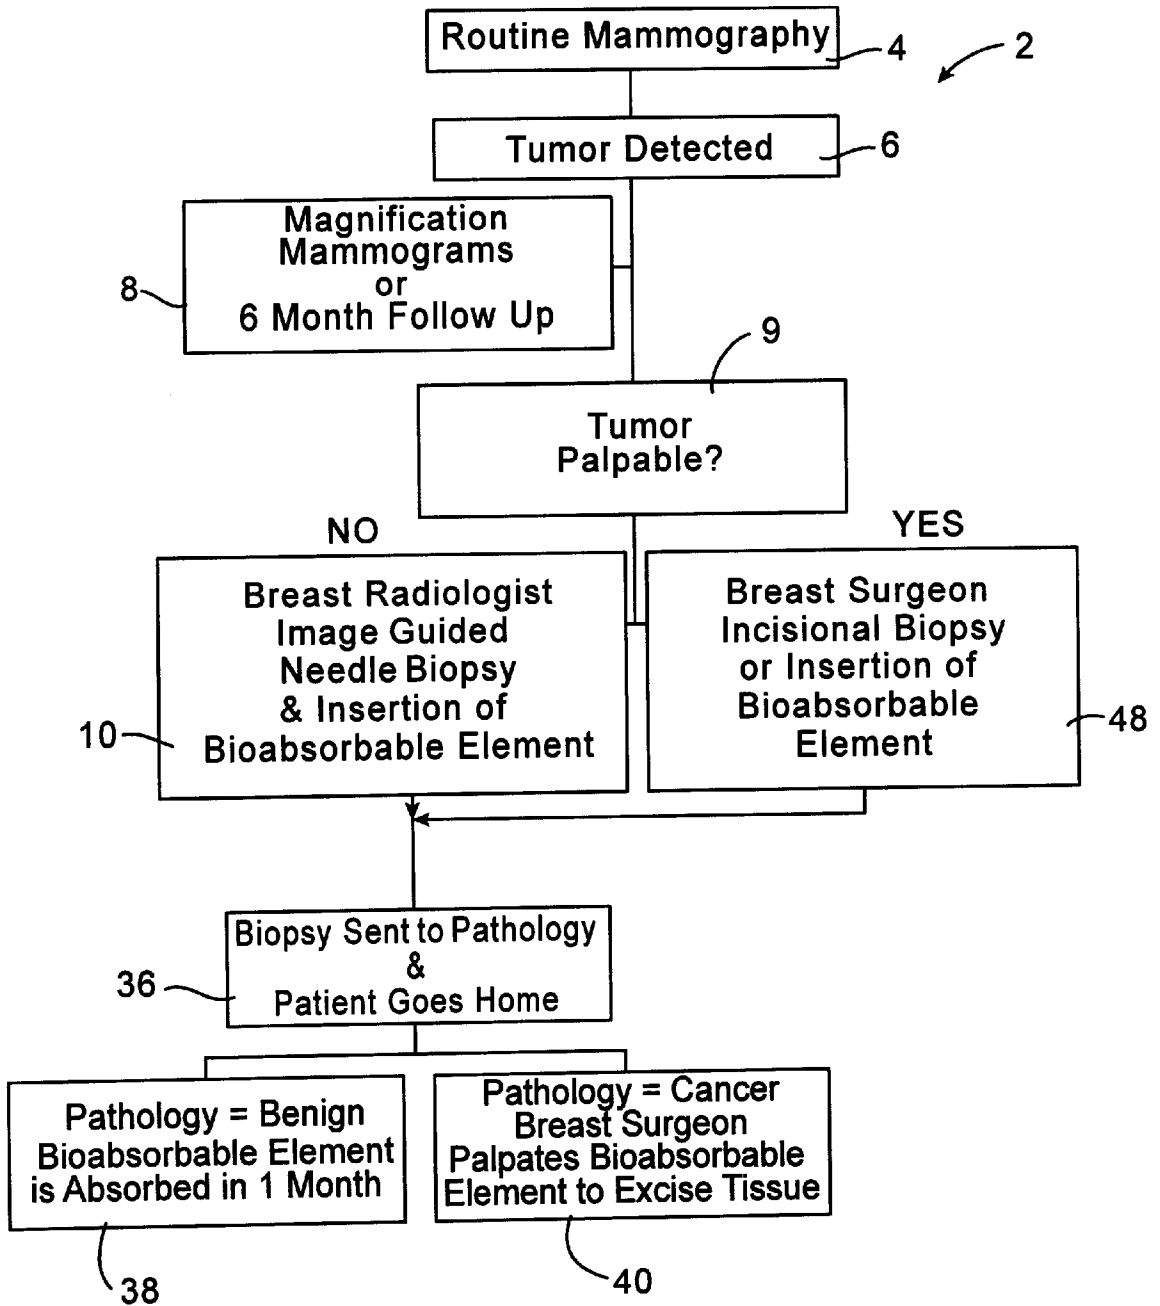 Routine Mammography
4
2
Tumor Detected
6
Magnification
Mammograms
or
6 Month Follow Up
8
9
Tumor
Palpable?
NO
YES
Breast Radiologist
Image Guided
Needle Biopsy
& Insertion of
Bioabsorbable Element
10
Breast Surgeon
Incisional Biopsy
or Insertion of
Bioabsorbable
Element
48
Biopsy Sent to Pathology
&
Patient Goes Home
36
Pathology = Benign
Bioabsorbable Element
is Absorbed in 1 Month
38
Pathology = Cancer
Breast Surgeon
Palpates Bioabsorbable
Element to Excise Tissue
40